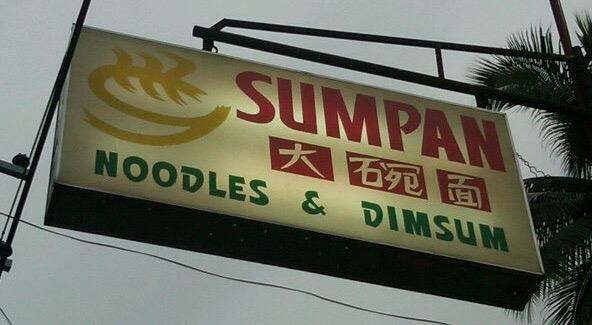 SUMPAN
大碗面
NOODLES & DIMSUM